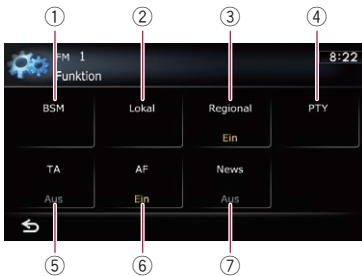 ① ② ③ ④
FM 1
8:22
Funktion
BSM Lokal Regional PTY
Ein
TA AF News
Aus Ein Aus
⑤ ⑥ ⑦